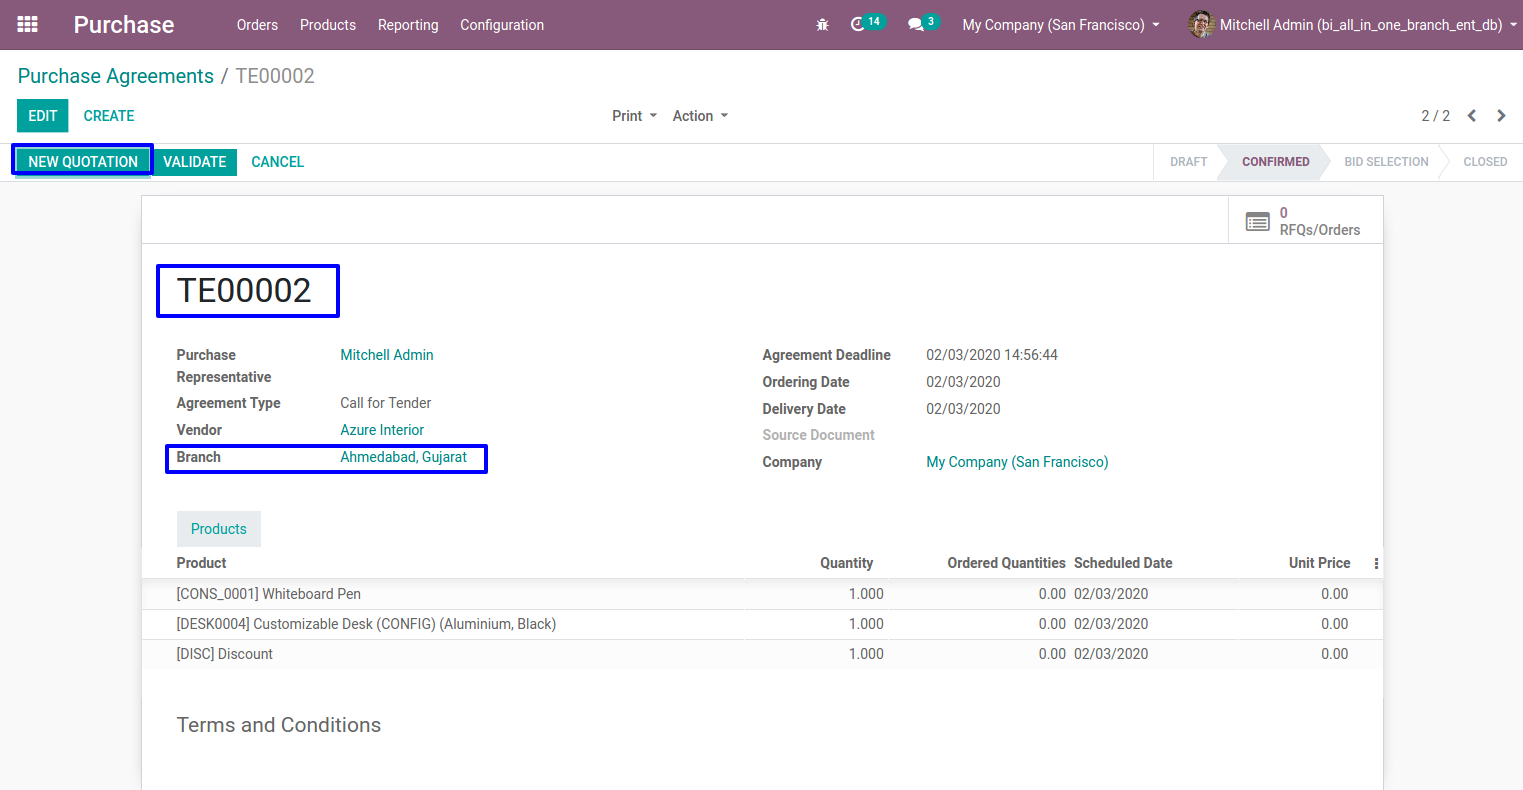 Purchase Orders Products Reporting Configuration 14 3 My Company (San Francisco) Mitchell Admin (bi_all_in_one_branch_ent_db)
Purchase Agreements / TE00002
EDIT CREATE Print Action 2 / 2
NEW QUOTATION VALIDATE CANCEL DRAFT CONFIRMED BID SELECTION CLOSED
0
RFQs/Orders
TE00002
Purchase Representative Mitchell Admin
Agreement Type Call for Tender
Vendor Azure Interior
Branch Ahmedabad, Gujarat
Agreement Deadline 02/03/2020 14:56:44
Ordering Date 02/03/2020
Delivery Date 02/03/2020
Source Document
Company My Company (San Francisco)
Products
Product Quantity Ordered Quantities Scheduled Date Unit Price
[CONS_0001] Whiteboard Pen 1.000 0.00 02/03/2020 0.00
[DESK0004] Customizable Desk (CONFIG) (Aluminium, Black) 1.000 0.00 02/03/2020 0.00
[DISC] Discount 1.000 0.00 02/03/2020 0.00
Terms and Conditions